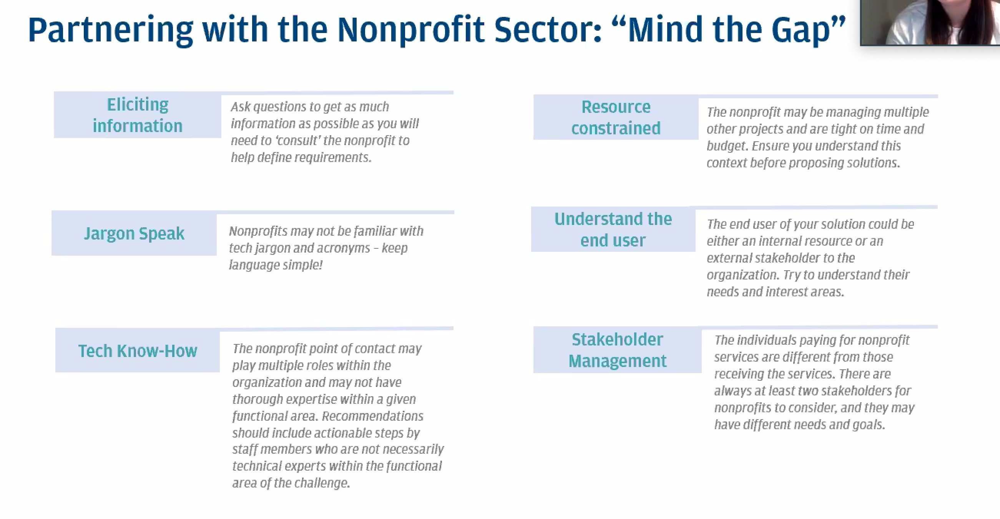 Partnering with the Nonprofit Sector: “Mind the Gap”
Eliciting
information
Ask questions to get as much
information as possible as you will
need to ‘consult’ the nonprofit to
help define requirements.
Jargon Speak
Nonprofits may not be familiar with
tech jargon and acronyms – keep
language simple!
Tech Know-How
The nonprofit point of contact may
play multiple roles within the
organization and may not have
thorough expertise within a given
functional area. Recommendations
should include actionable steps by
staff members who are not necessarily
technical experts within the functional
area of the challenge.
Resource
constrained
The nonprofit may be managing multiple
other projects and are tight on time and
budget. Ensure you understand this
context before proposing solutions.
Understand the
end user
The end user of your solution could be
either an internal resource or an
external stakeholder to the
organization. Try to understand their
needs and interest areas.
Stakeholder
Management
The individuals paying for nonprofit
services are different from those
receiving the services. There are
always at least two stakeholders for
nonprofits to consider, and they may
have different needs and goals.